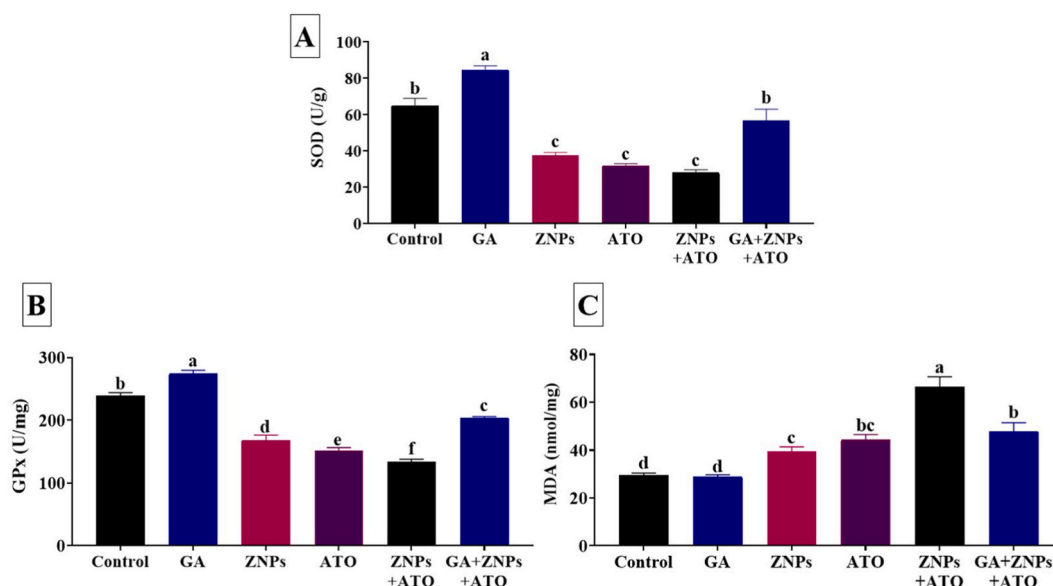 A
SOD (U/g)
100
80
60
40
20
0
b
a
c
c
c
b
Control GA ZNPs ATO ZNPs GA+ZNPs
+ATO +ATO
B
GPx (U/mg)
300
200
100
0
b
a
d
e
f
c
Control GA ZNPs ATO ZNPs GA+ZNPs
+ATO +ATO
C
MDA (nmol/mg)
80
60
40
20
0
d
d
c
bc
a
b
Control GA ZNPs ATO ZNPs GA+ZNPs
+ATO +ATO